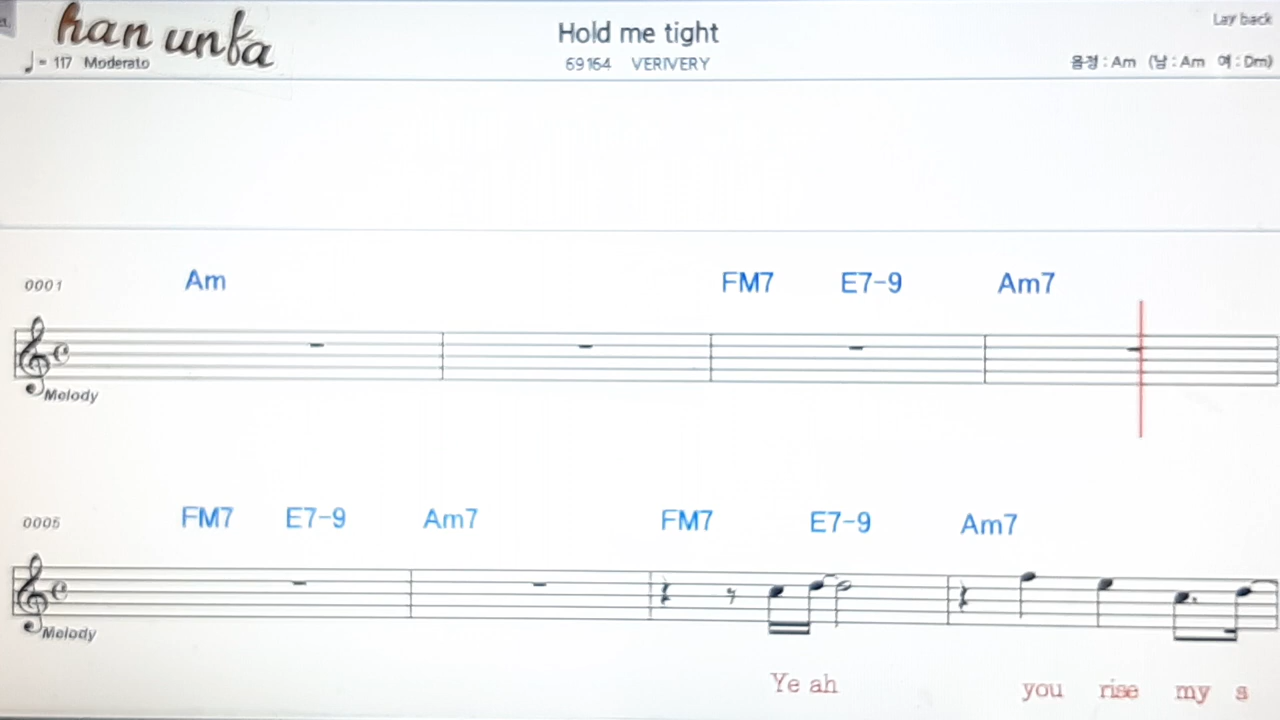 han unfa
Hold me tight
Lay back
♩= 117 Moderato
69164 VERIVERY
음정 : Am (남 : Am 여 : Dm)
0001 Am FM7 E7-9 Am7
Melody
0005 FM7 E7-9 Am7 FM7 E7-9 Am7
Melody
Ye ah you rise my s